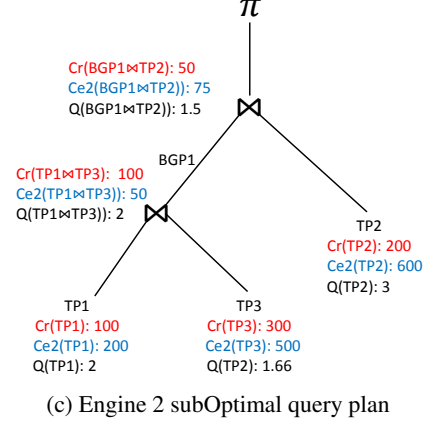 π
Cr(BGP1⋈TP2): 50
Ce2(BGP1⋈TP2)): 75
Q(BGP1⋈TP2)): 1.5
BGP1
Cr(TP1⋈TP3): 100
Ce2(TP1⋈TP3)): 50
Q(TP1⋈TP3)): 2
TP2
Cr(TP2): 200
Ce2(TP2): 600
Q(TP2): 3
TP1
Cr(TP1): 100
Ce2(TP1): 200
Q(TP1): 2
TP3
Cr(TP3): 300
Ce2(TP3): 500
Q(TP2): 1.66
(c) Engine 2 subOptimal query plan